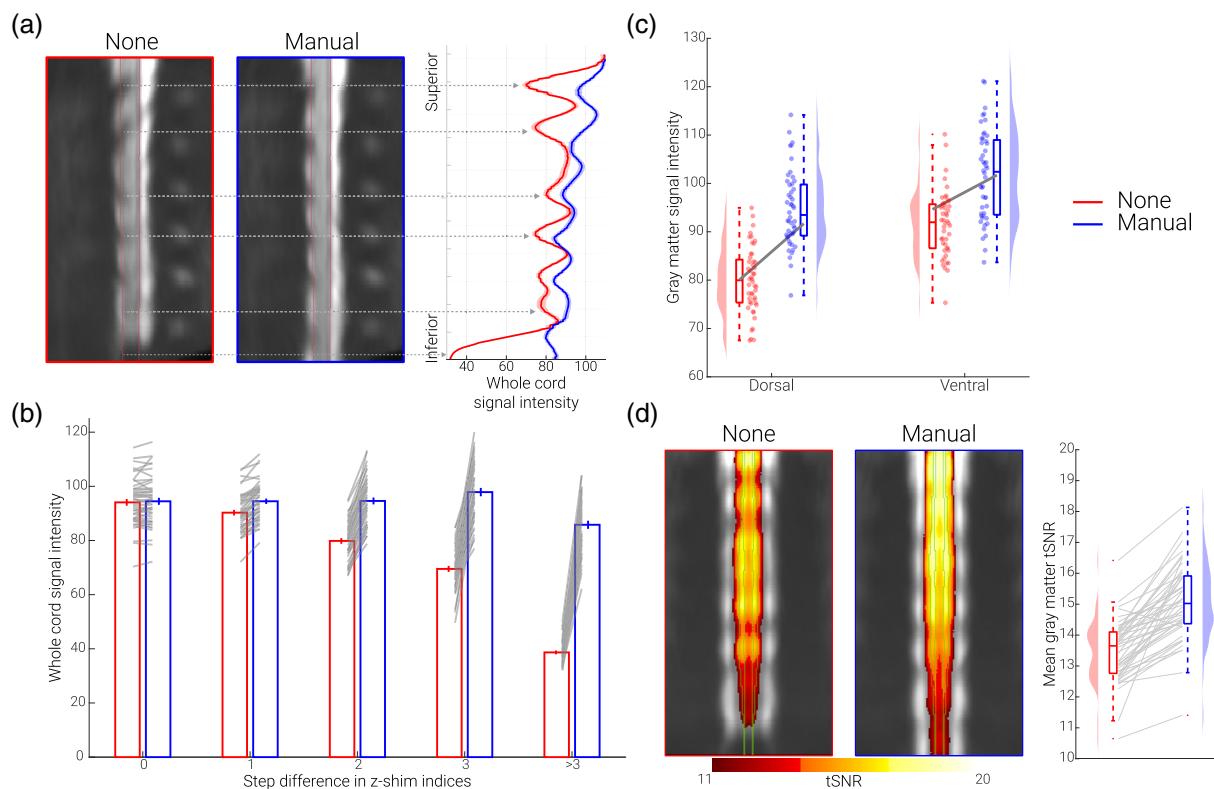 (a)
None
Manual
Superior
Inferior
40
60
80
100
Whole cord
signal intensity
(b)
Whole cord signal intensity
120
100
80
60
40
20
0
0
1
2
3
>3
Step difference in z-shim indices
(c)
Gray matter signal intensity
130
120
110
100
90
80
70
60
Dorsal
Ventral
None
Manual
(d)
None
Manual
11
tSNR
20
Mean gray matter tSNR
20
19
18
17
16
15
14
13
12
11
10